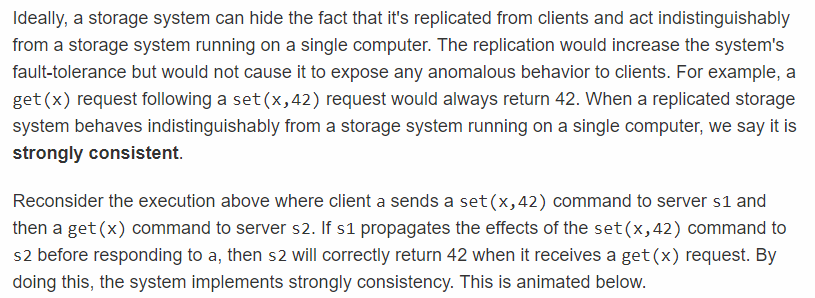 Ideally, a storage system can hide the fact that it's replicated from clients and act indistinguishably
from a storage system running on a single computer. The replication would increase the system's
fault-tolerance but would not cause it to expose any anomalous behavior to clients. For example, a
get(x) request following a set(x,42) request would always return 42. When a replicated storage
system behaves indistinguishably from a storage system running on a single computer, we say it is
strongly consistent.
Reconsider the execution above where client a sends a set(x,42) command to server s1 and
then a get(x) command to server s2. If s1 propagates the effects of the set(x,42) command to
s2 before responding to a, then s2 will correctly return 42 when it receives a get(x) request. By
doing this, the system implements strongly consistency. This is animated below.